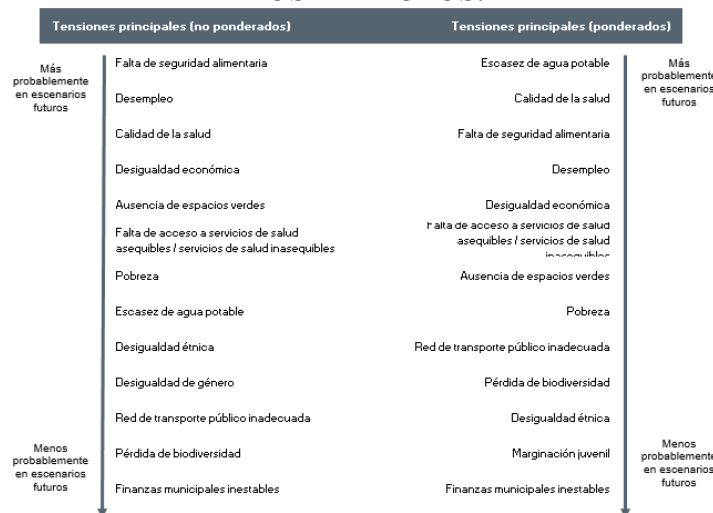 Tensiones principales (no ponderados)
Tensiones principales (ponderados)
Más
probablemente
en escenarios
futuros
Falta de seguridad alimentaria
Desempleo
Calidad de la salud
Desigualdad económica
Ausencia de espacios verdes
Falta de acceso a servicios de salud
asequibles / servicios de salud inasequibles
Pobreza
Escasez de agua potable
Desigualdad étnica
Desigualdad de género
Red de transporte público inadecuada
Pérdida de biodiversidad
Finanzas municipales inestables
Menos
probablemente
en escenarios
futuros
Escasez de agua potable
Calidad de la salud
Falta de seguridad alimentaria
Desempleo
Desigualdad económica
Falta de acceso a servicios de salud
asequibles / servicios de salud
inasequibles
Ausencia de espacios verdes
Pobreza
Red de transporte público inadecuada
Pérdida de biodiversidad
Desigualdad étnica
Marginación juvenil
Finanzas municipales inestables
Más
probablemente
en escenarios
futuros
Menos
probablemente
en escenarios
futuros